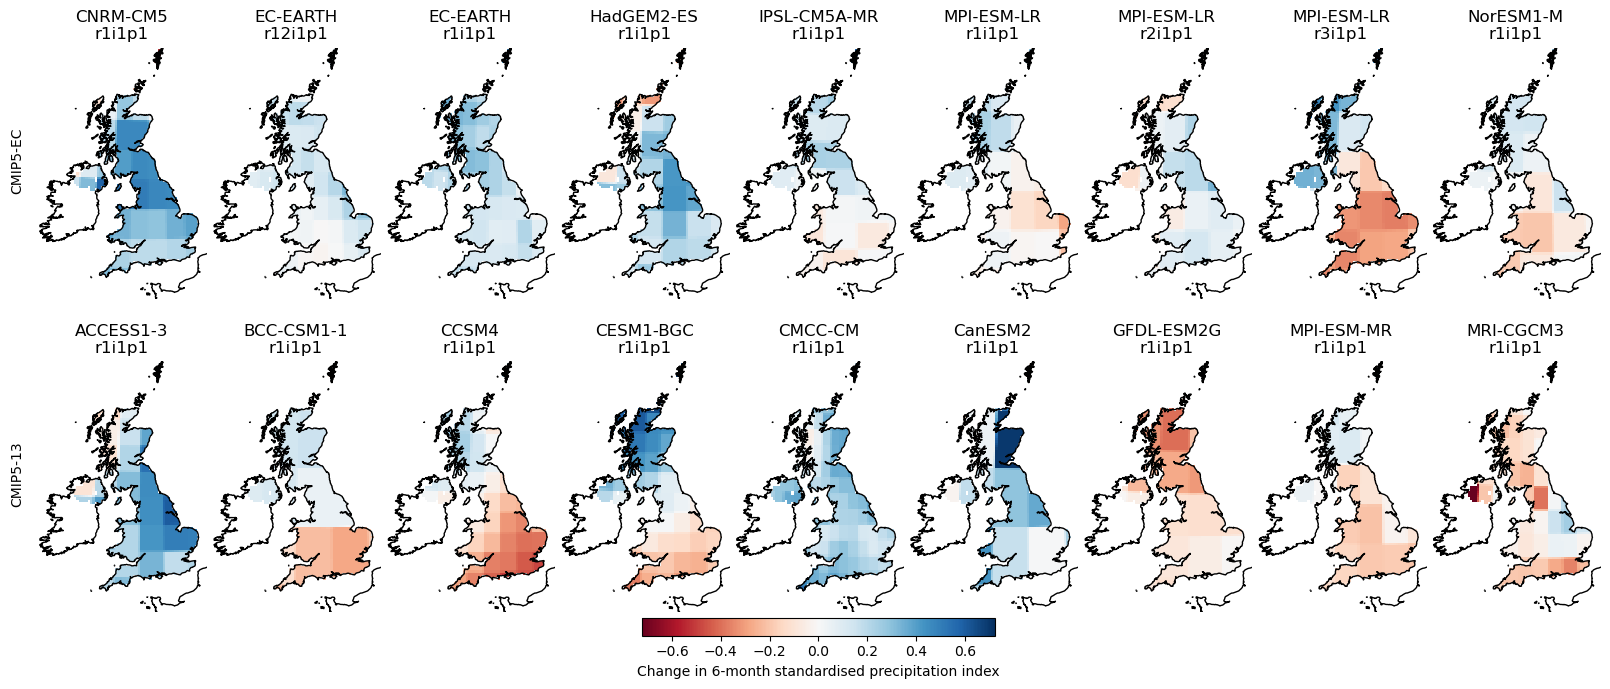 CNRM-CM5 EC-EARTH EC-EARTH HadGEM2-ES IPSL-CM5A-MR MPI-ESM-LR MPI-ESM-LR MPI-ESM-LR NorESM1-M
r1i1p1 r12i1p1 r1i1p1 r1i1p1 r1i1p1 r1i1p1 r2i1p1 r3i1p1 r1i1p1
CMIP5-EC
ACCESS1-3 BCC-CSM1-1 CCSM4 CESM1-BGC CMCC-CM CanESM2 GFDL-ESM2G MPI-ESM-MR MRI-CGCM3
r1i1p1 r1i1p1 r1i1p1 r1i1p1 r1i1p1 r1i1p1 r1i1p1 r1i1p1 r1i1p1
CMIP5-13
−0.6 −0.4 −0.2 0.0 0.2 0.4 0.6
Change in 6-month standardised precipitation index